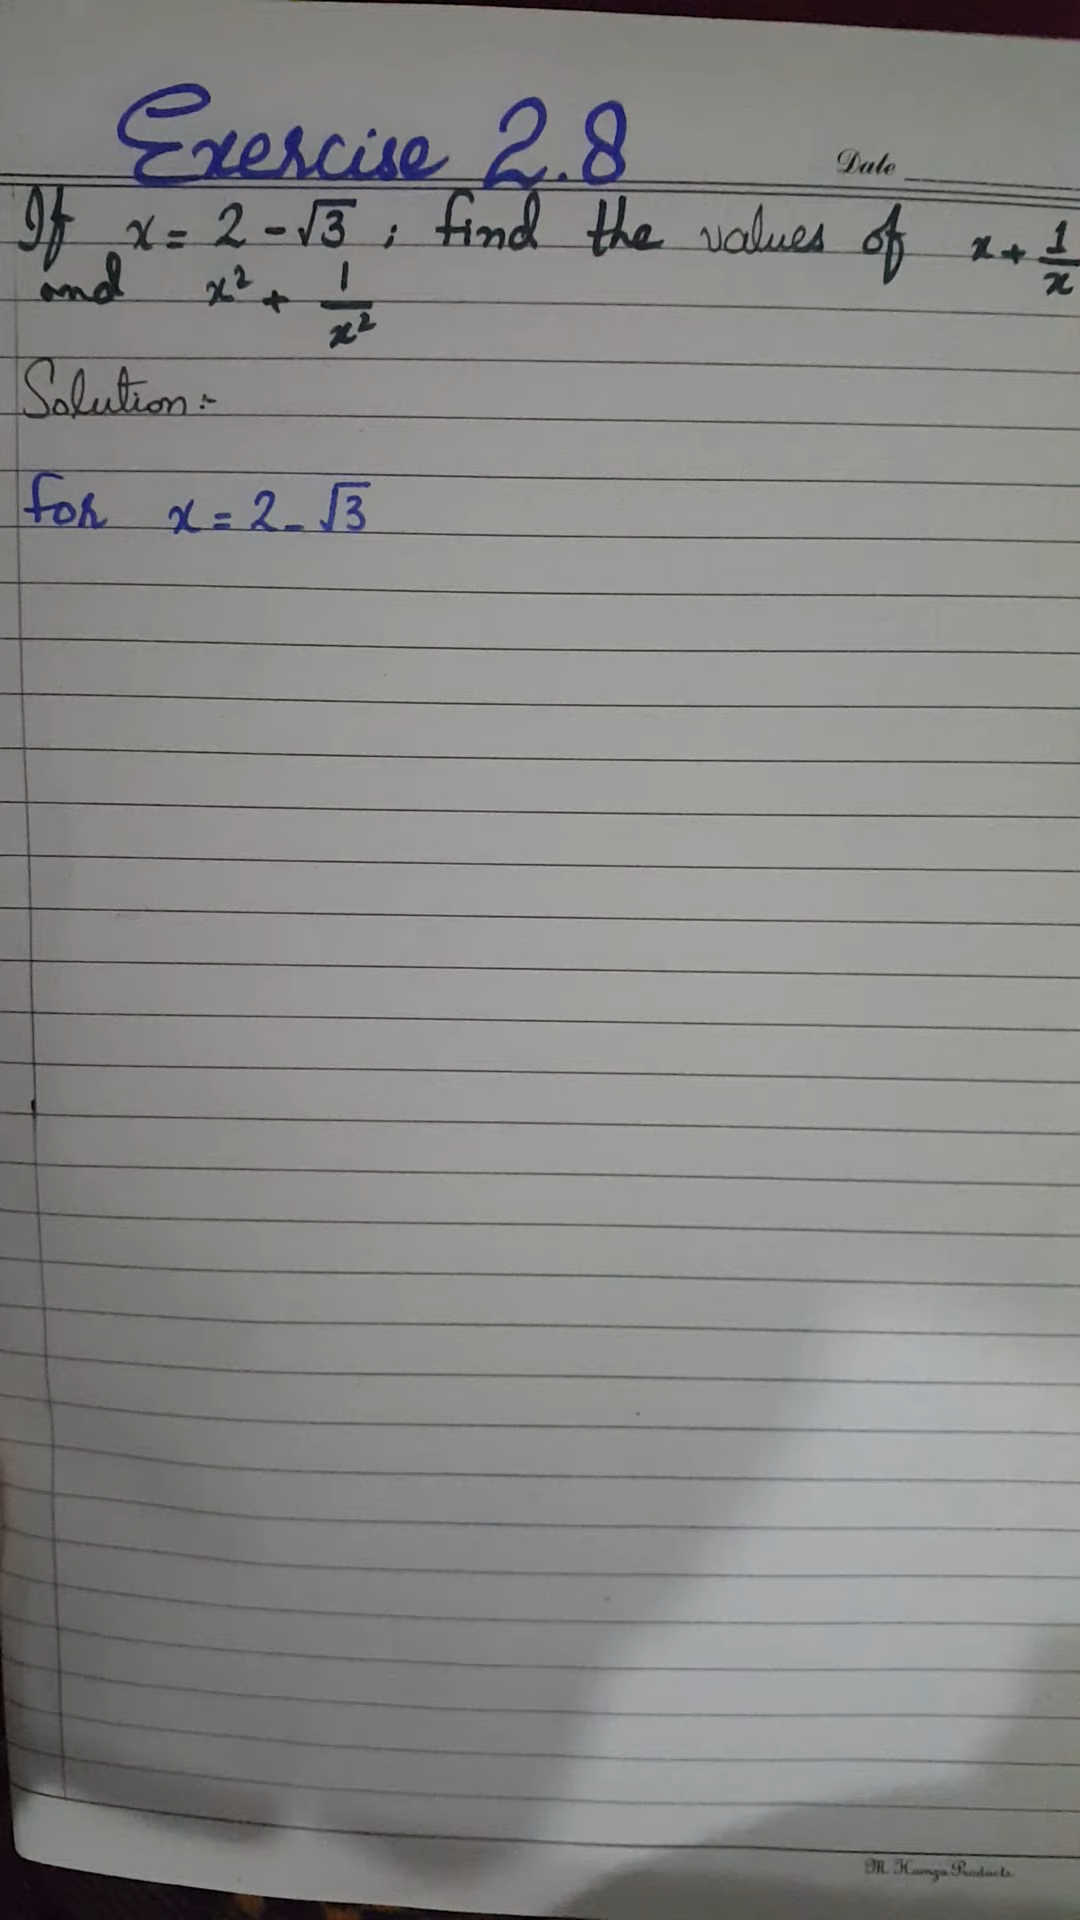 Exercise 2.8
Date
If x = 2 - √3 ; find the values of x + 1/x
and x² + 1/x²
Solution:-
for x = 2 - √3
M. Hamza Products